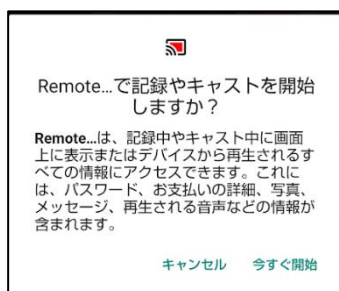 Remote...で記録やキャストを開始
しますか？
Remote...は、記録中やキャスト中に画面
上に表示またはデバイスから再生されるす
べての情報にアクセスできます。これに
は、パスワード、お支払いの詳細、写真、
メッセージ、再生される音声などの情報が
含まれます。
キャンセル 今すぐ開始